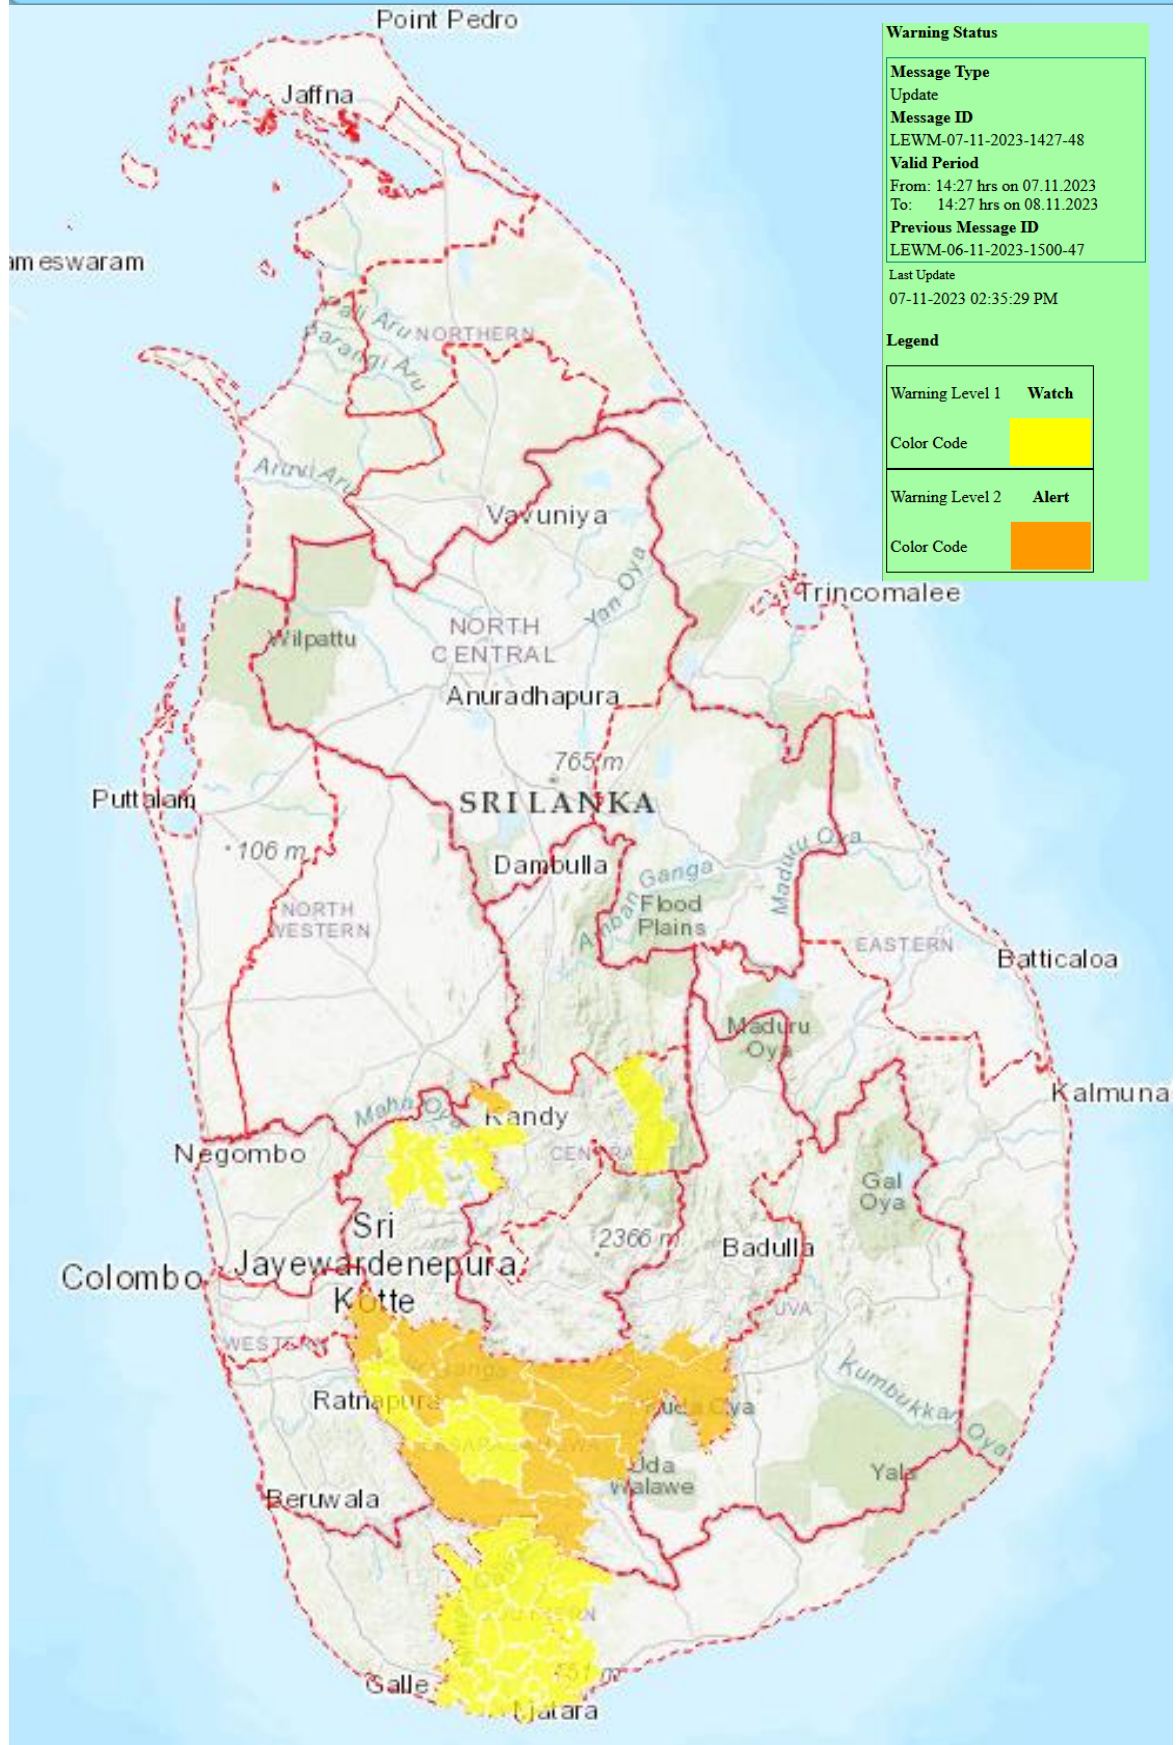 Point Pedro
Warning Status
Message Type
Update
Message ID
LEWM-07-11-2023-1427-48
Valid Period
From: 14:27 hrs on 07.11.2023
To: 14:27 hrs on 08.11.2023
Previous Message ID
LEWM-06-11-2023-1500-47
Last Update
07-11-2023 02:35:29 PM
Legend
Warning Level 1 Watch
Color Code
Warning Level 2 Alert
Color Code
Jaffna
ameswaram
Pali Aru
NORTHERN
Parangi Aru
Aruvi Aru
Vavuniya
Yan Oya
Trincomalee
Wilpattu
NORTH
CENTRAL
Anuradhapura
765 m
SRI LANKA
Puttalam
106 m
Dambulla
Maduru Oya
Amban Ganga
Flood
Plains
NORTH
WESTERN
EASTERN
Batticaloa
Maduru
Oya
Kalmuna
Maha Oya
Kandy
Negombo
CENTRAL
Gal
Oya
Sri
Jayewardenepura
Kotte
2366 m
Badulla
Colombo
UVA
WESTERN
Kumbukkan Oya
Ratnapura
Uda
Walawe
Yala
Beruwala
Galle
Matara